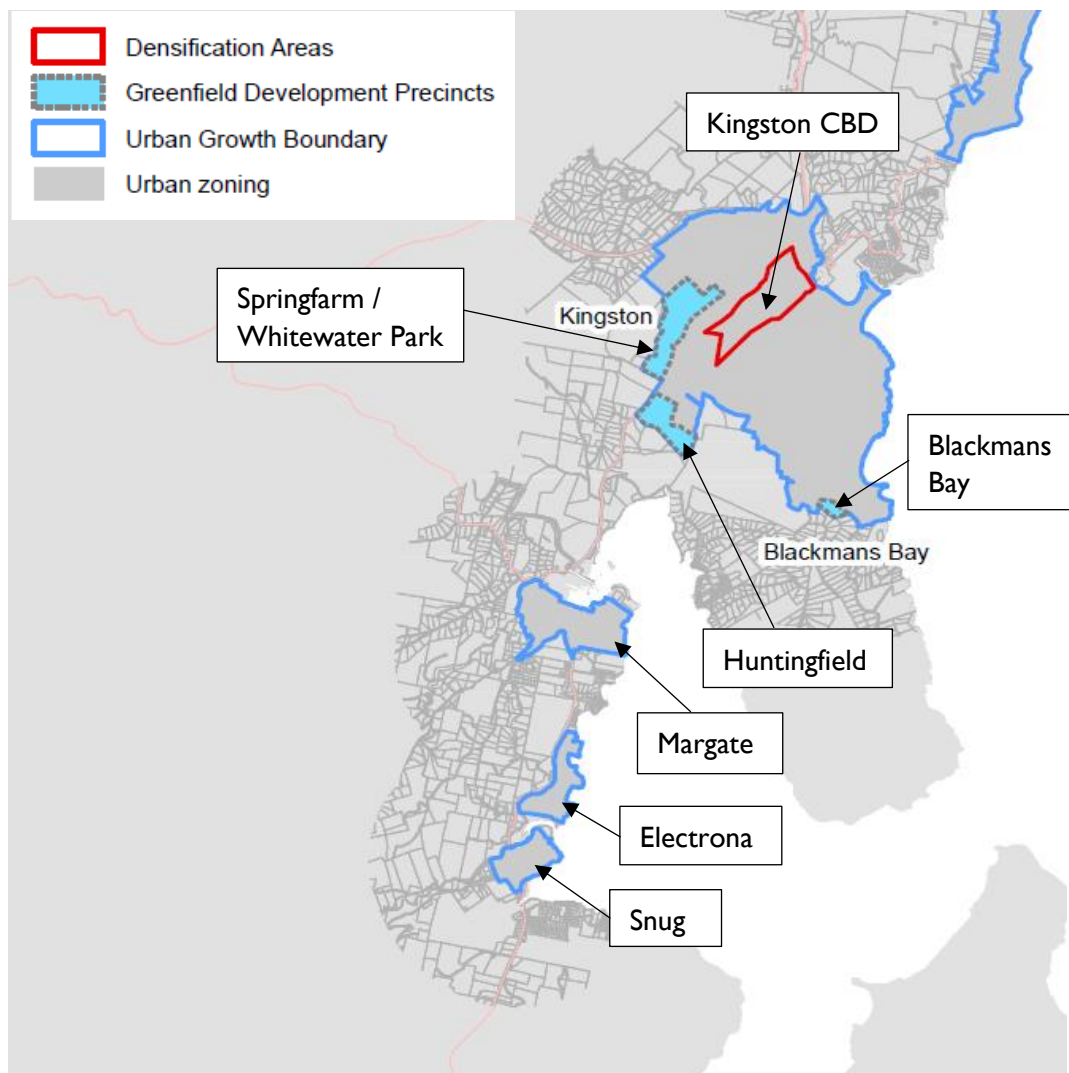 Densification Areas
Greenfield Development Precincts
Urban Growth Boundary
Urban zoning
Kingston CBD
Springfarm /
Whitewater Park
Kingston
Blackmans
Bay
Blackmans Bay
Huntingfield
Margate
Electrona
Snug